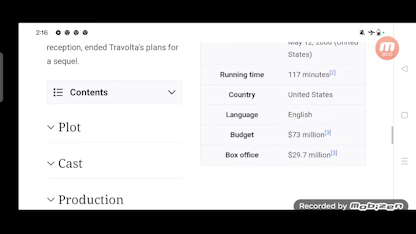 2:16
reception, ended Travolta's plans for
a sequel.
Contents
Plot
Cast
Production
May 12, 2000 (United
States)
Running time 117 minutes[2]
Country United States
Language English
Budget $73 million[3]
Box office $29.7 million[3]
Recorded by Mobizen